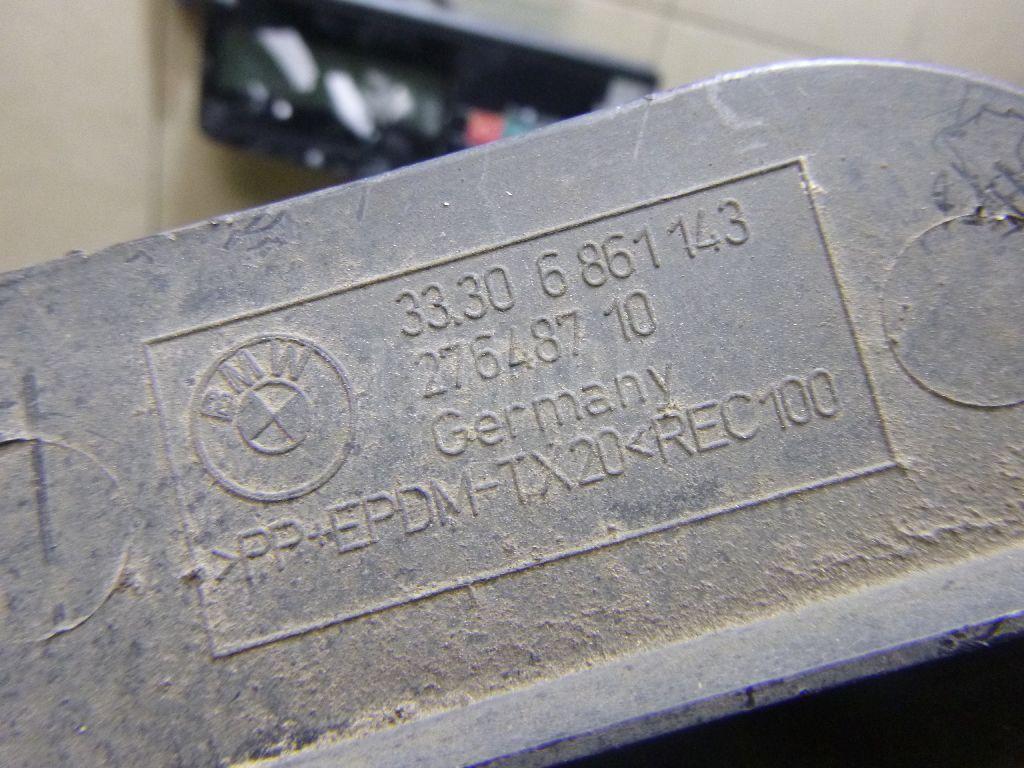 BMW
33.30 6 861 143
276487 10
Germany
>PP+EPDM-TX20<REC100